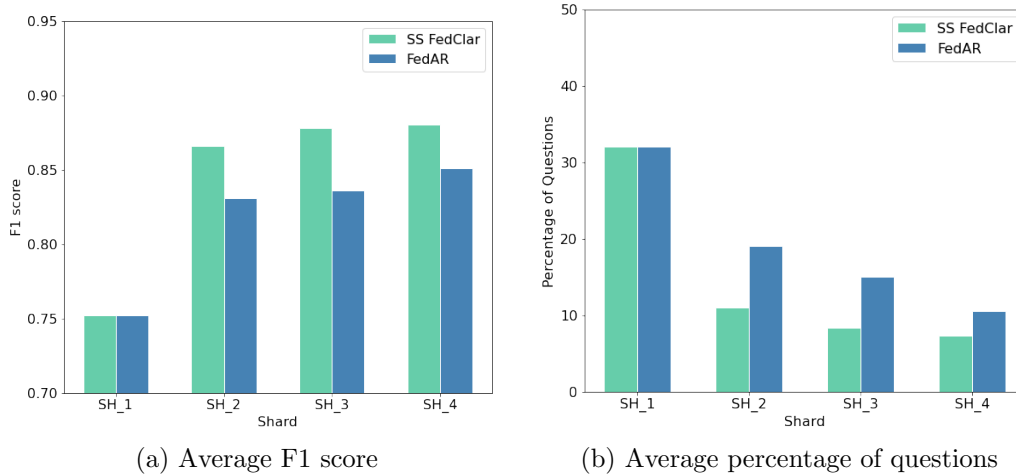 0.95
0.90
0.85
0.80
0.75
0.70
F1 score
SS FedClar
FedAR
SH_1 SH_2 SH_3 SH_4
Shard
(a) Average F1 score
50
40
30
20
10
0
Percentage of Questions
SS FedClar
FedAR
SH_1 SH_2 SH_3 SH_4
Shard
(b) Average percentage of questions